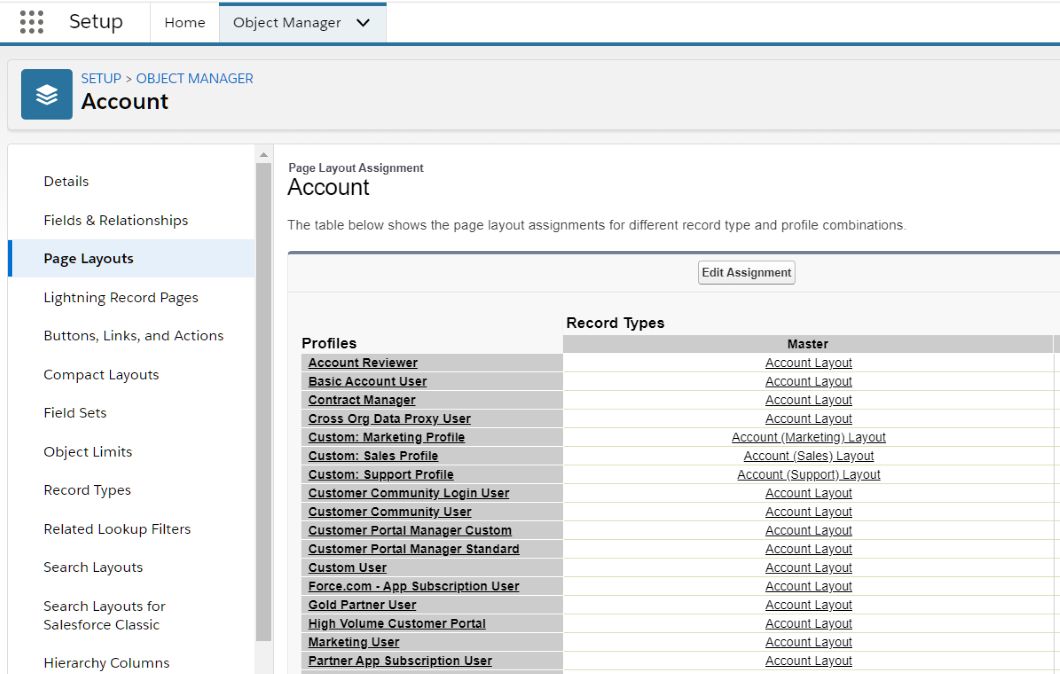 Setup
Home
Object Manager
SETUP > OBJECT MANAGER
Account
Details
Fields & Relationships
Page Layouts
Lightning Record Pages
Buttons, Links, and Actions
Compact Layouts
Field Sets
Object Limits
Record Types
Related Lookup Filters
Search Layouts
Search Layouts for
Salesforce Classic
Hierarchy Columns
Page Layout Assignment
Account
The table below shows the page layout assignments for different record type and profile combinations.
Edit Assignment
Record Types
Profiles Master
Account Reviewer Account Layout
Basic Account User Account Layout
Contract Manager Account Layout
Cross Org Data Proxy User Account Layout
Custom: Marketing Profile Account (Marketing) Layout
Custom: Sales Profile Account (Sales) Layout
Custom: Support Profile Account (Support) Layout
Customer Community Login User Account Layout
Customer Community User Account Layout
Customer Portal Manager Custom Account Layout
Customer Portal Manager Standard Account Layout
Custom User Account Layout
Force.com - App Subscription User Account Layout
Gold Partner User Account Layout
High Volume Customer Portal Account Layout
Marketing User Account Layout
Partner App Subscription User Account Layout